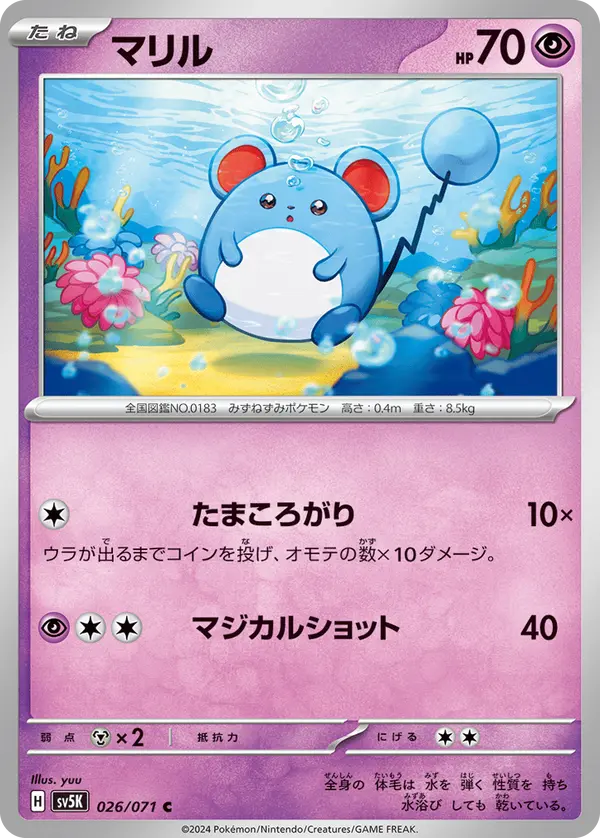 たね マリル HP70
全国図鑑NO.0183 みずねずみポケモン 高さ:0.4m 重さ:8.5kg
たまころがり 10×
ウラが出るまでコインを投げ、オモテの数×10ダメージ。
マジカルショット 40
弱点 ×2 抵抗力 にげる
Illus. yuu
全身の体毛は水を弾く性質を持ち
H sv5K 026/071 C
水浴びしても乾いている。
©2024 Pokémon/Nintendo/Creatures/GAME FREAK.